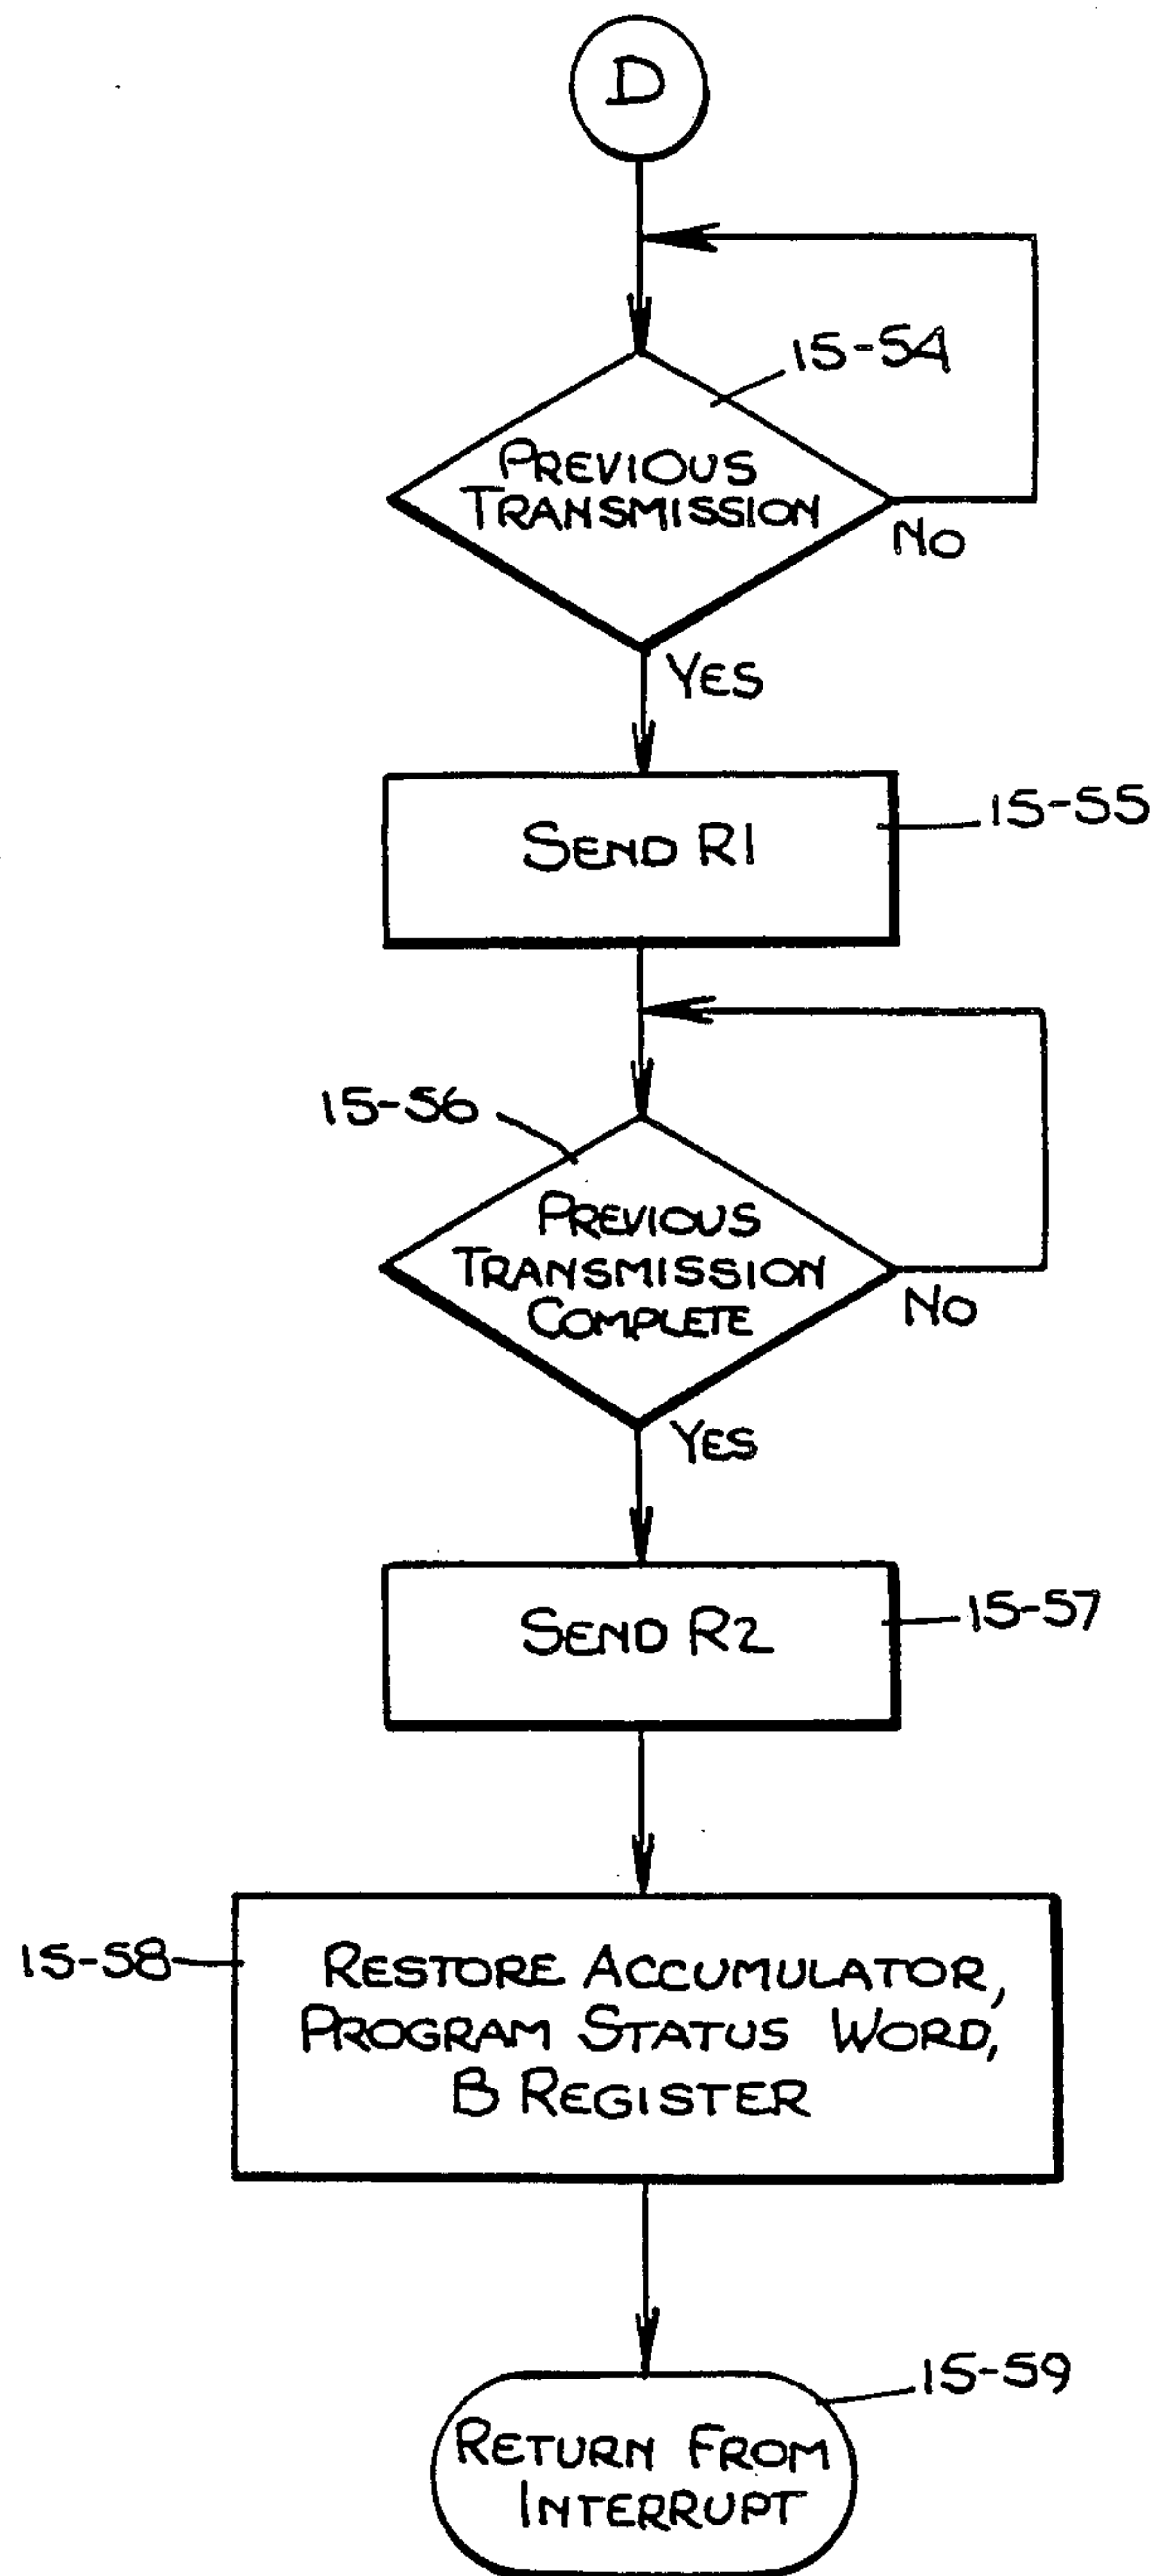 D
15-54
PREVIOUS
TRANSMISSION
NO
YES
SEND R1
15-55
15-56
PREVIOUS
TRANSMISSION
COMPLETE
NO
YES
SEND R2
15-57
15-58
RESTORE ACCUMULATOR,
PROGRAM STATUS WORD,
B REGISTER
15-59
RETURN FROM
INTERRUPT